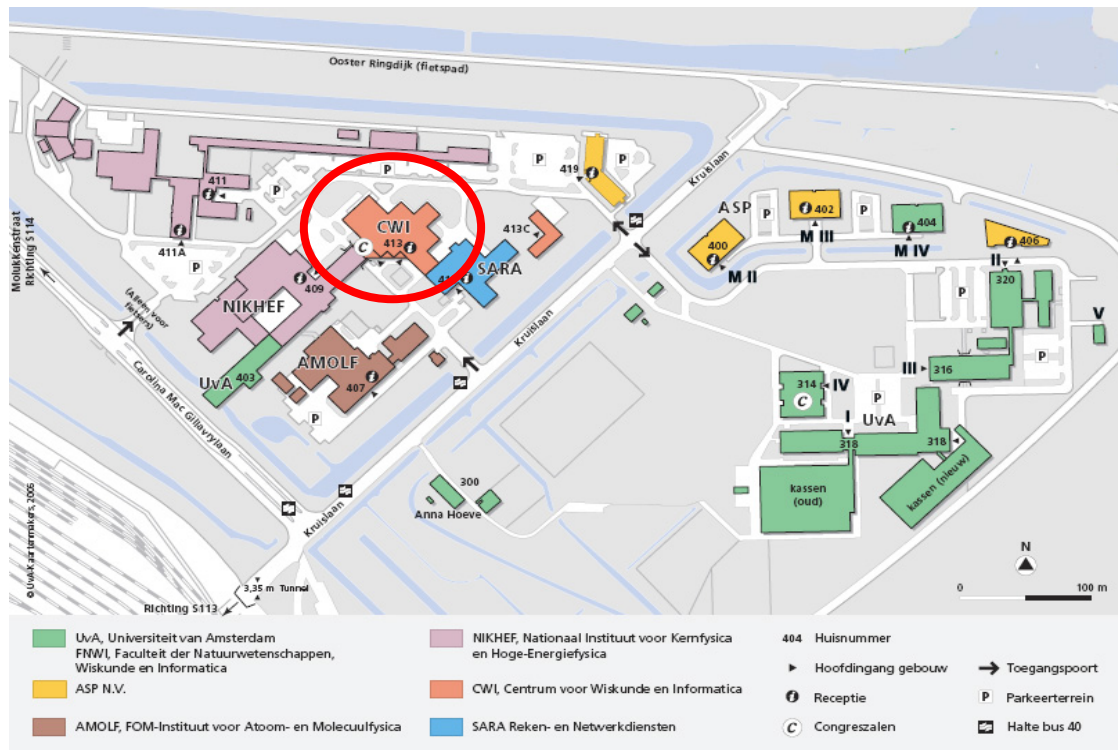 Ooster Ringdijk (fietspad)
Kruislaan
P
P
419
P
P
411
P
CWI
413
C
413C
ASP
P
402
P
404
M III
M IV
400
M II
406
II
320
V
411A
P
Molukkenstraat
Richting S114
(Alleen voor
fietsers)
409
NIKHEF
SARA
Kruislaan
P
P
AMOLF
407
UvA
403
P
III
316
314
IV
C
P
I
UvA
318
318
Carolina Mac Gillavrylaan
kassen
(oud)
kassen (nieuw)
300
Anna Hoeve
Kruislaan
© UvA-Kaartenmakers, 2006
3,35 m Tunnel
Richting S113
N
0 100 m
UvA, Universiteit van Amsterdam
FNWI, Faculteit der Natuurwetenschappen,
Wiskunde en Informatica
ASP N.V.
AMOLF, FOM-Instituut voor Atoom- en Molecuulfysica
NIKHEF, Nationaal Instituut voor Kernfysica
en Hoge-Energiefysica
CWI, Centrum voor Wiskunde en Informatica
SARA Reken- en Netwerkdiensten
404 Huisnummer
Hoofdingang gebouw
Receptie
C Congreszalen
Toegangspoort
P Parkeerterrein
Halte bus 40